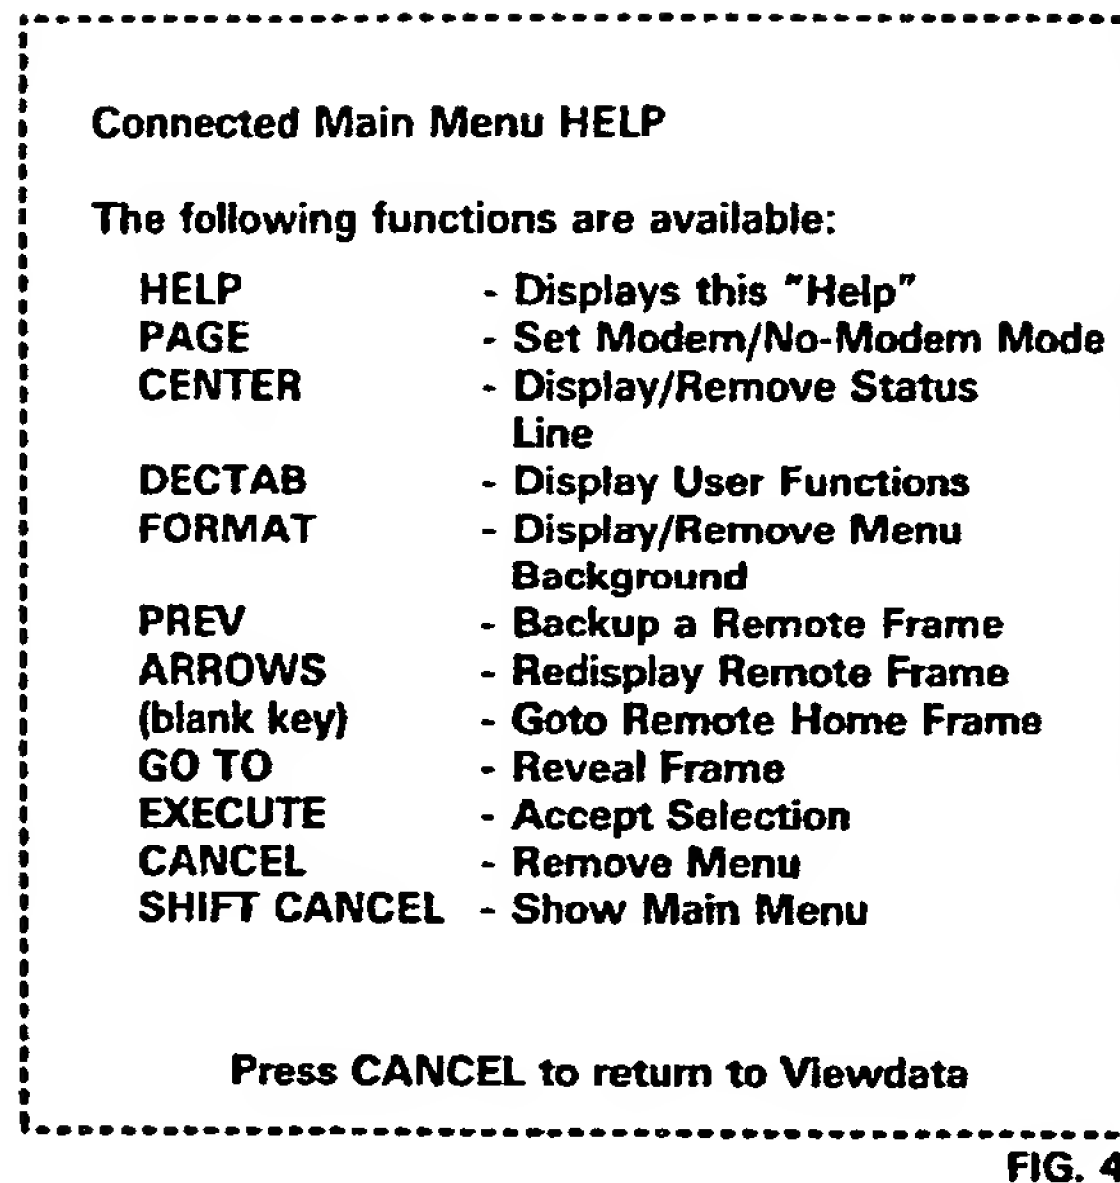 Connected Main Menu HELP
The following functions are available:
HELP - Displays this "Help"
PAGE - Set Modem/No-Modem Mode
CENTER - Display/Remove Status
Line
DECTAB - Display User Functions
FORMAT - Display/Remove Menu
Background
PREV - Backup a Remote Frame
ARROWS - Redisplay Remote Frame
(blank key) - Goto Remote Home Frame
GO TO - Reveal Frame
EXECUTE - Accept Selection
CANCEL - Remove Menu
SHIFT CANCEL - Show Main Menu
Press CANCEL to return to Viewdata
FIG. 4